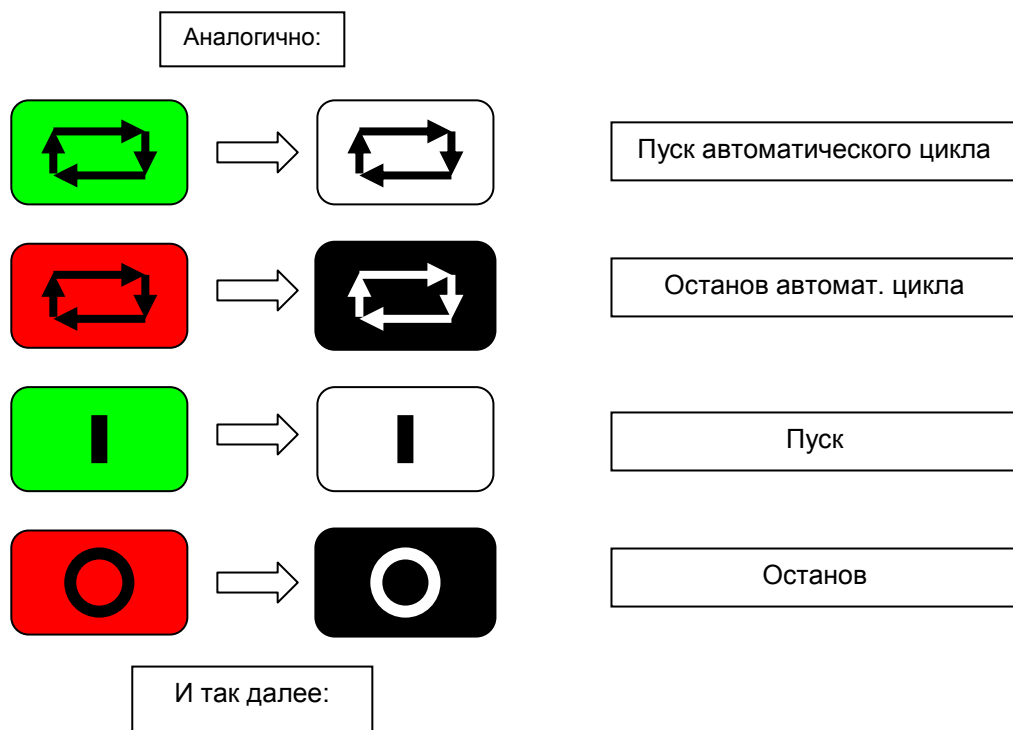 Аналогично:
Пуск автоматического цикла
Останов автомат. цикла
Пуск
Останов
И так далее: